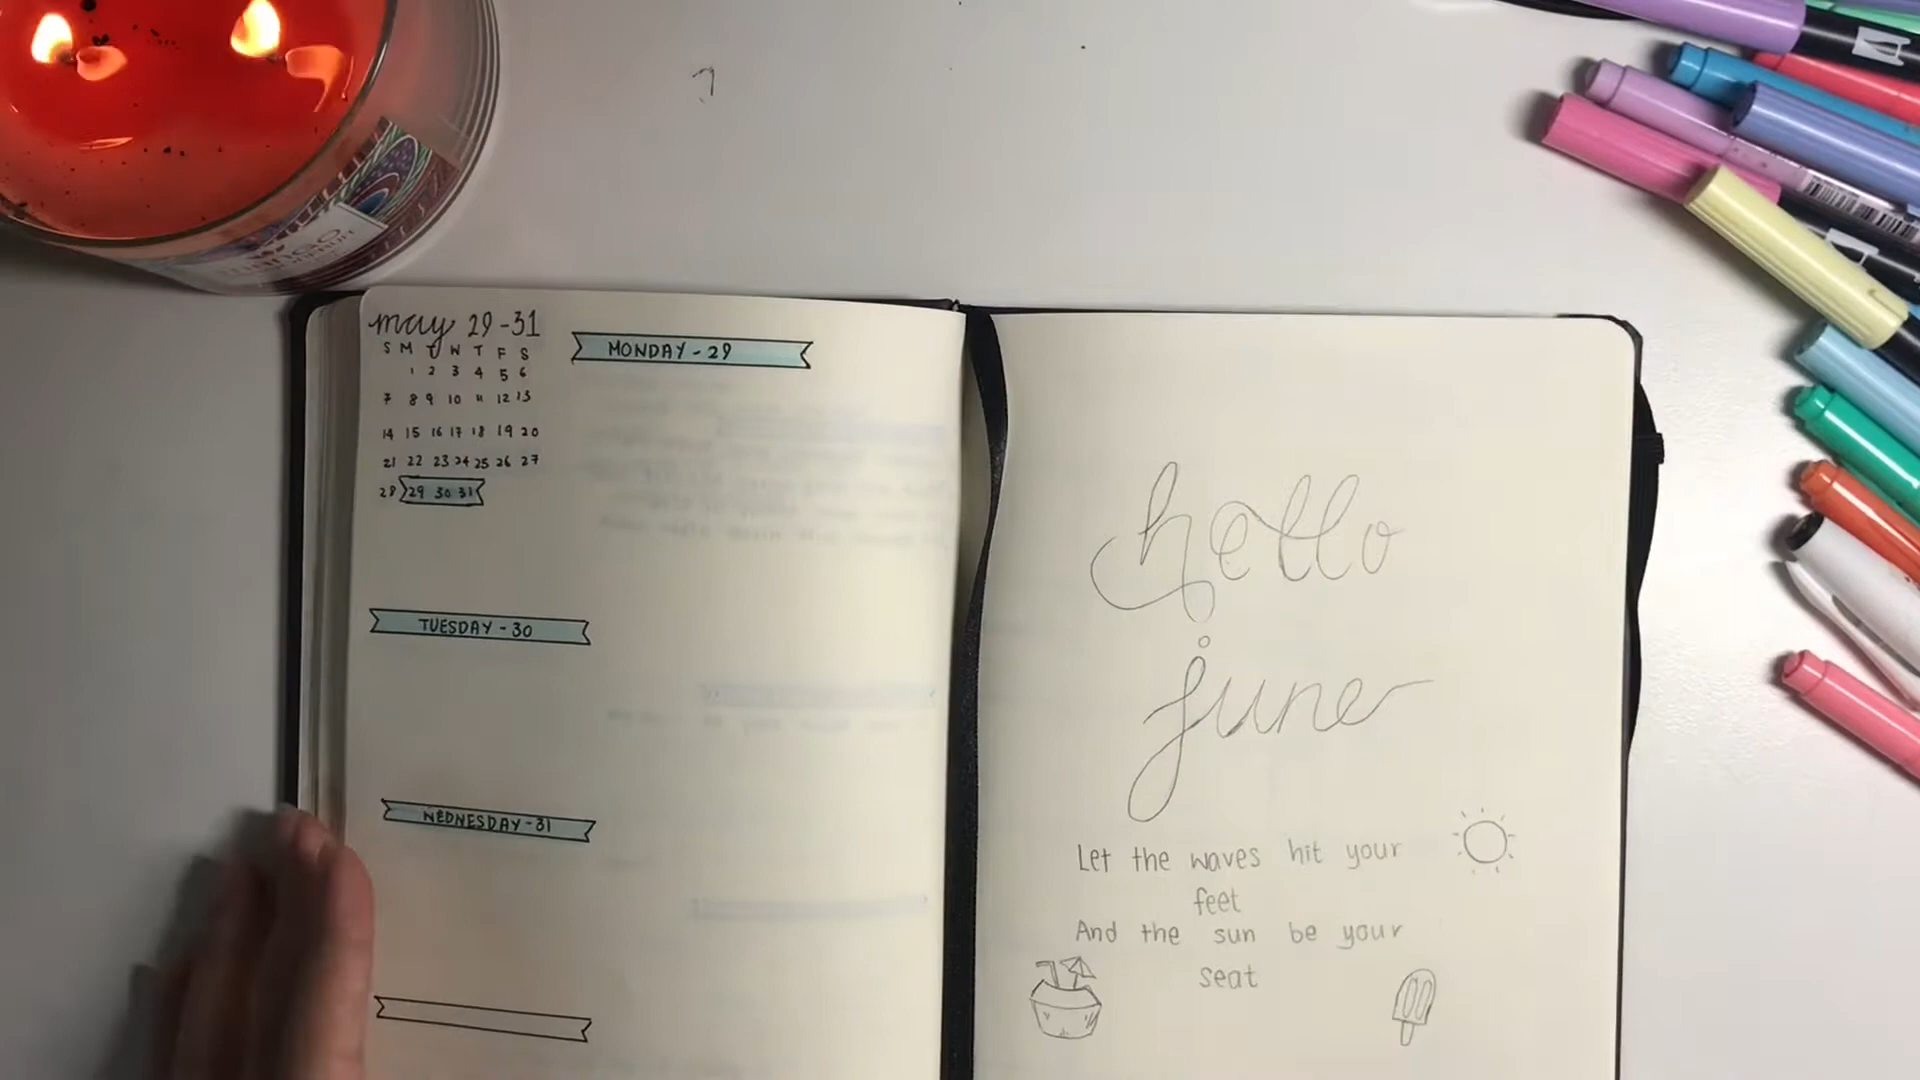 may 29-31
S M T W T F S
1 2 3 4 5 6
7 8 9 10 11 12 13
14 15 16 17 18 19 20
21 22 23 24 25 26 27
28 29 30 31
MONDAY - 29
TUESDAY - 30
WEDNESDAY - 31
hello
june
Let the waves hit your
feet
And the sun be your
seat